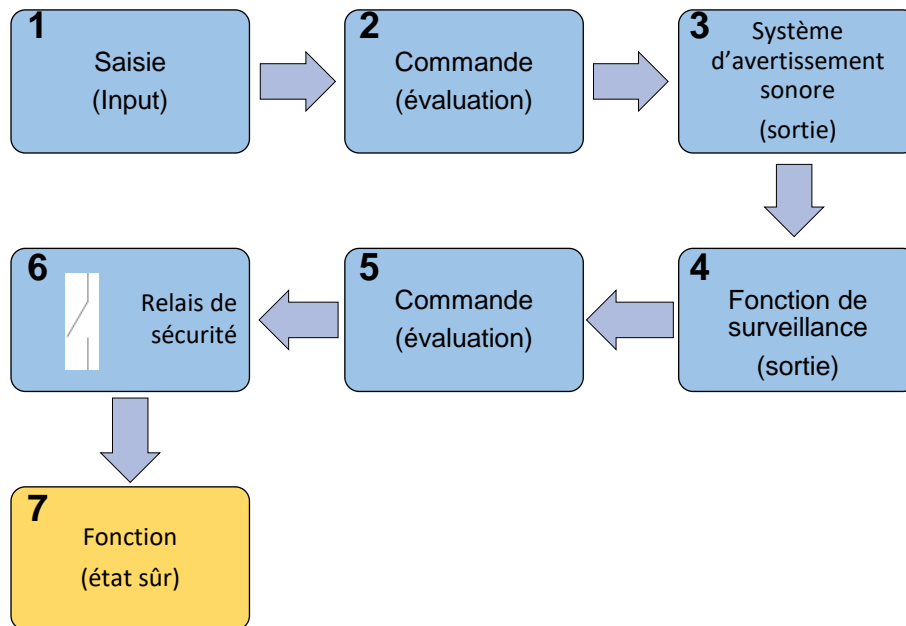 1
Saisie
(Input)
2
Commande
(évaluation)
3
Système
d’avertissement
sonore
(sortie)
6
Relais de
sécurité
5
Commande
(évaluation)
4
Fonction de
surveillance
(sortie)
7
Fonction
(état sûr)